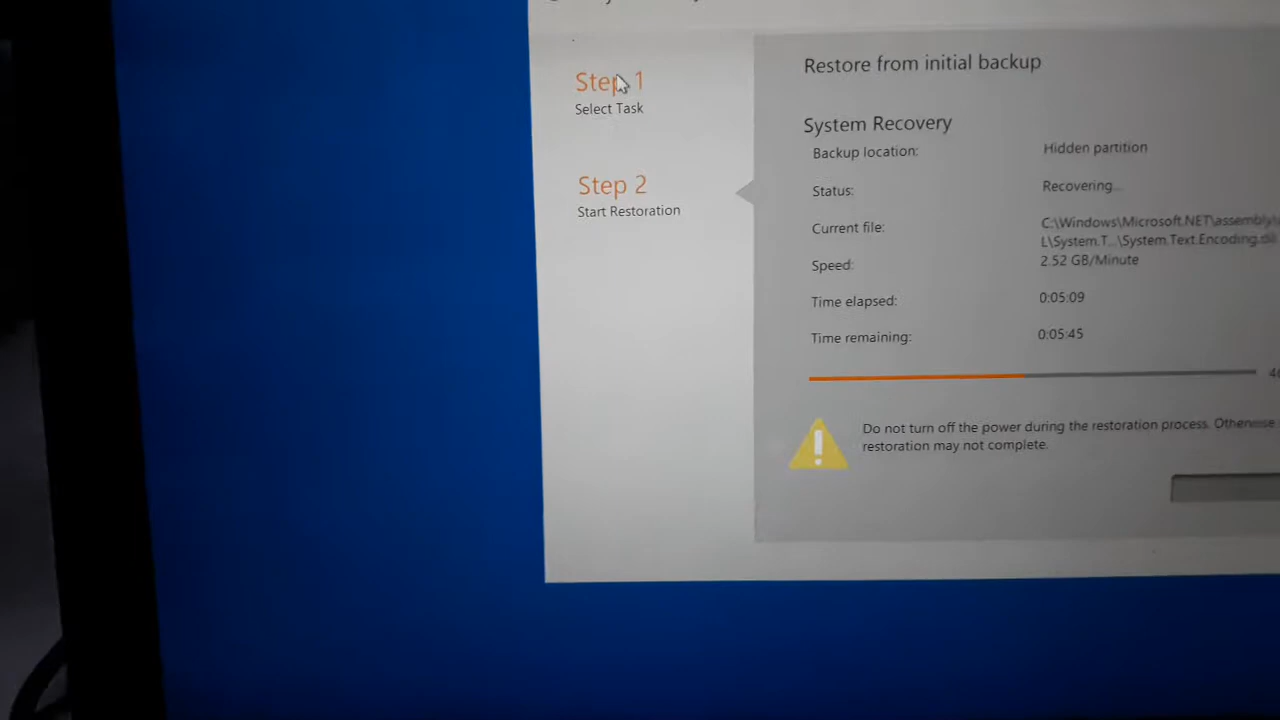 Step 1
Select Task
Step 2
Start Restoration
Restore from initial backup
System Recovery
Backup location: Hidden partition
Status: Recovering...
Current file: C:\Windows\Microsoft.NET\assembly\
L\System.T...\System.Text.Encoding.dll
Speed: 2.52 GB/Minute
Time elapsed: 0:05:09
Time remaining: 0:05:45
Do not turn off the power during the restoration process. Otherwise
restoration may not complete.